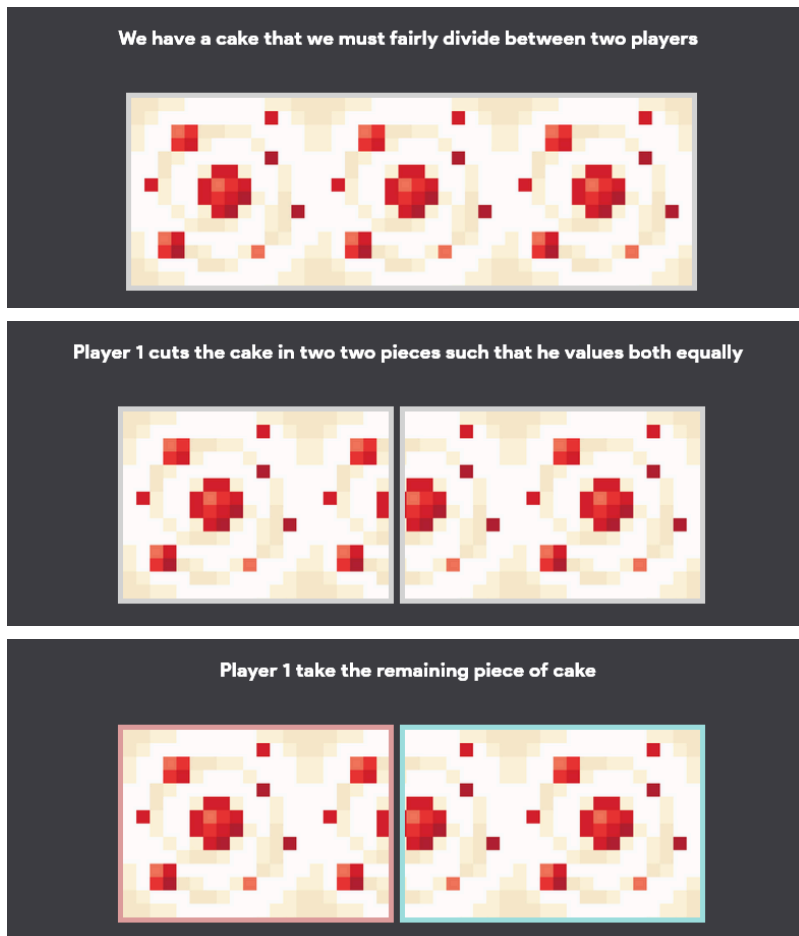 We have a cake that we must fairly divide between two players
Player 1 cuts the cake in two two pieces such that he values both equally
Player 1 take the remaining piece of cake